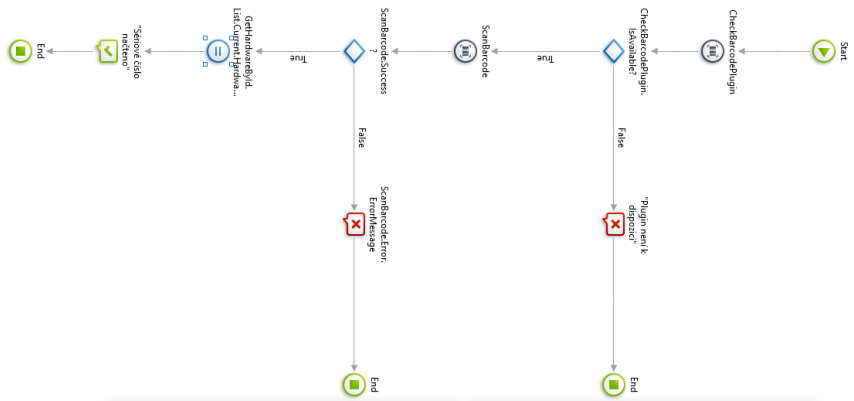 Start
CheckBarcodePlugin
CheckBarcodePlugin.
IsAvailable?
False
"Plugin není k
dispozici"
End
True
ScanBarcode
ScanBarcode.Success
?
False
ScanBarcode.Error.
ErrorMessage
End
True
GetHardwareById.
List.Current.Hardwa...
"Sériové číslo
načteno"
End